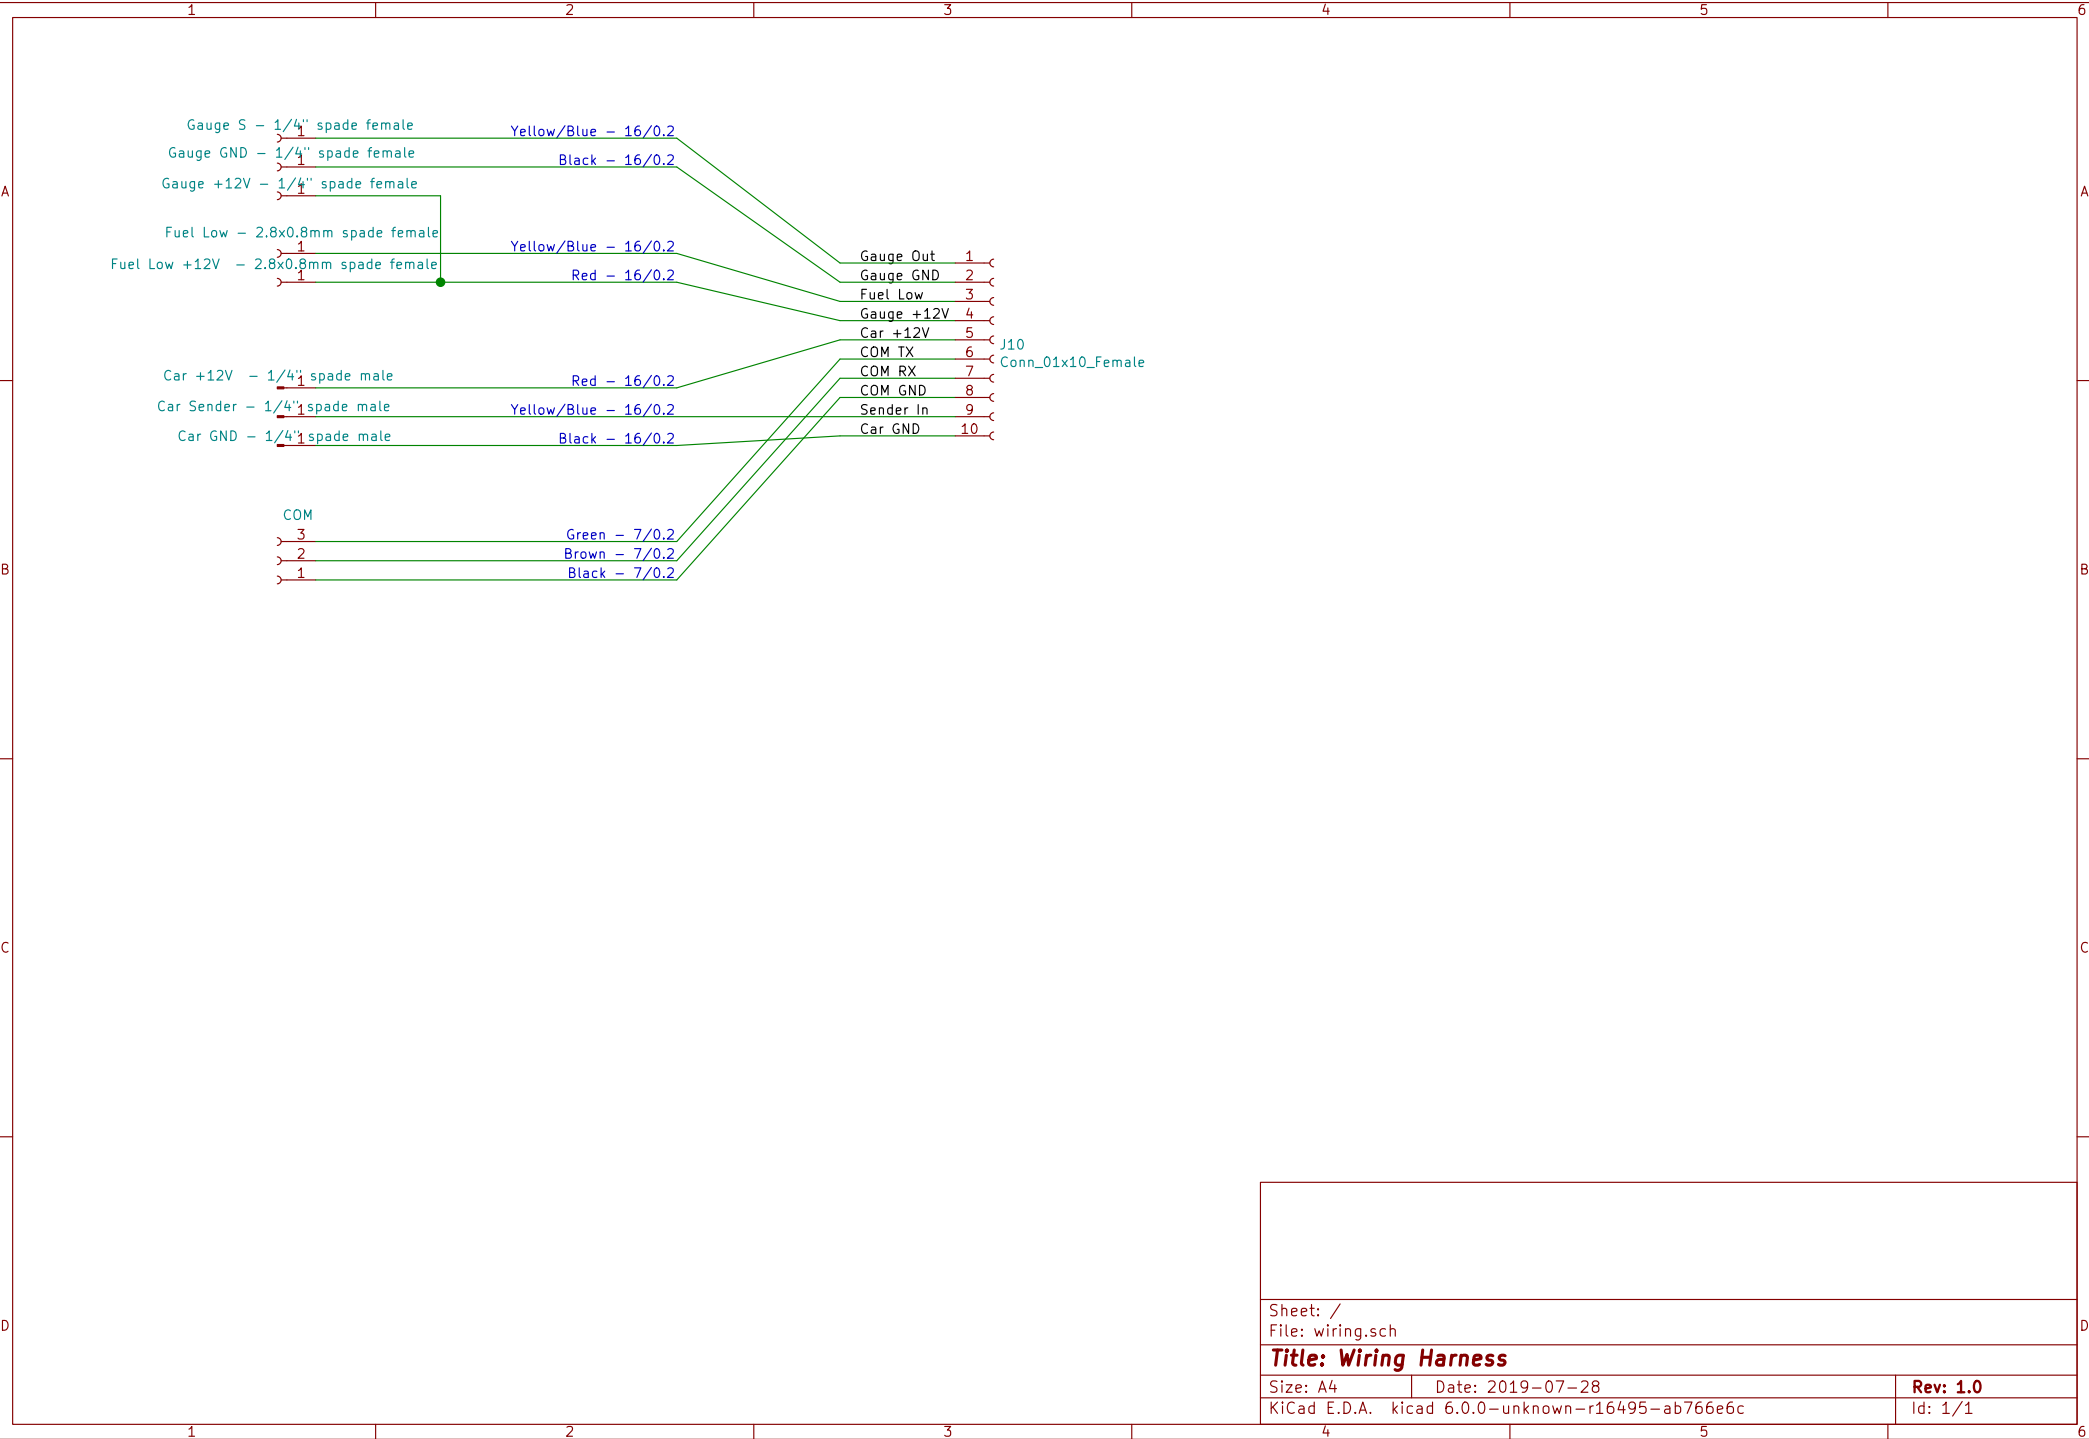 1 2 3 4 5 6
Gauge S - 1/4" spade female
1
Yellow/Blue - 16/0.2
Gauge GND - 1/4" spade female
1
Black - 16/0.2
Gauge +12V - 1/4" spade female
1
A A
Fuel Low - 2.8x0.8mm spade female
1
Yellow/Blue - 16/0.2
Fuel Low +12V - 2.8x0.8mm spade female
1
Red - 16/0.2
Gauge Out 1
Gauge GND 2
Fuel Low 3
Gauge +12V 4
Car +12V 5
COM TX 6
COM RX 7
COM GND 8
Sender In 9
Car GND 10
J10
Conn_01x10_Female
Car +12V - 1/4" spade male
1
Red - 16/0.2
Car Sender - 1/4" spade male
1
Yellow/Blue - 16/0.2
Car GND - 1/4" spade male
1
Black - 16/0.2
COM
3
Green - 7/0.2
2
Brown - 7/0.2
1
Black - 7/0.2
B B
C C
D D
Sheet: /
File: wiring.sch
Title: Wiring Harness
Size: A4 Date: 2019-07-28 Rev: 1.0
KiCad E.D.A. kicad 6.0.0-unknown-r16495-ab766e6c Id: 1/1
1 2 3 4 5 6